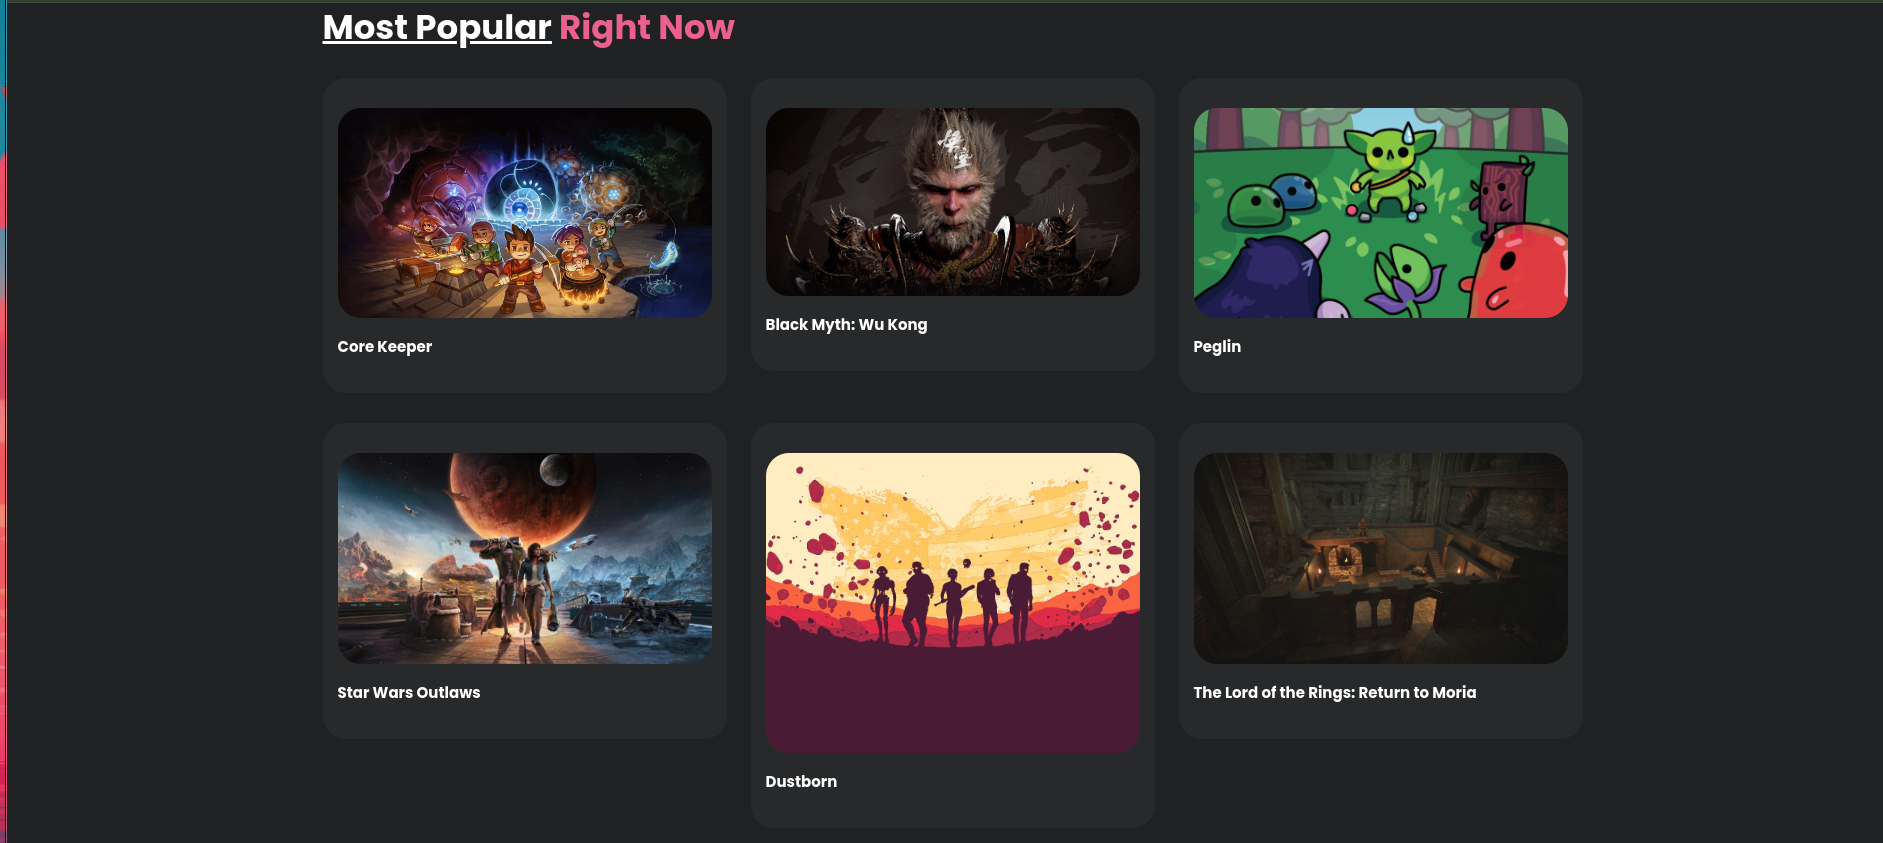 Most Popular Right Now
Core Keeper
Black Myth: Wu Kong
Peglin
Star Wars Outlaws
Dustborn
The Lord of the Rings: Return to Moria